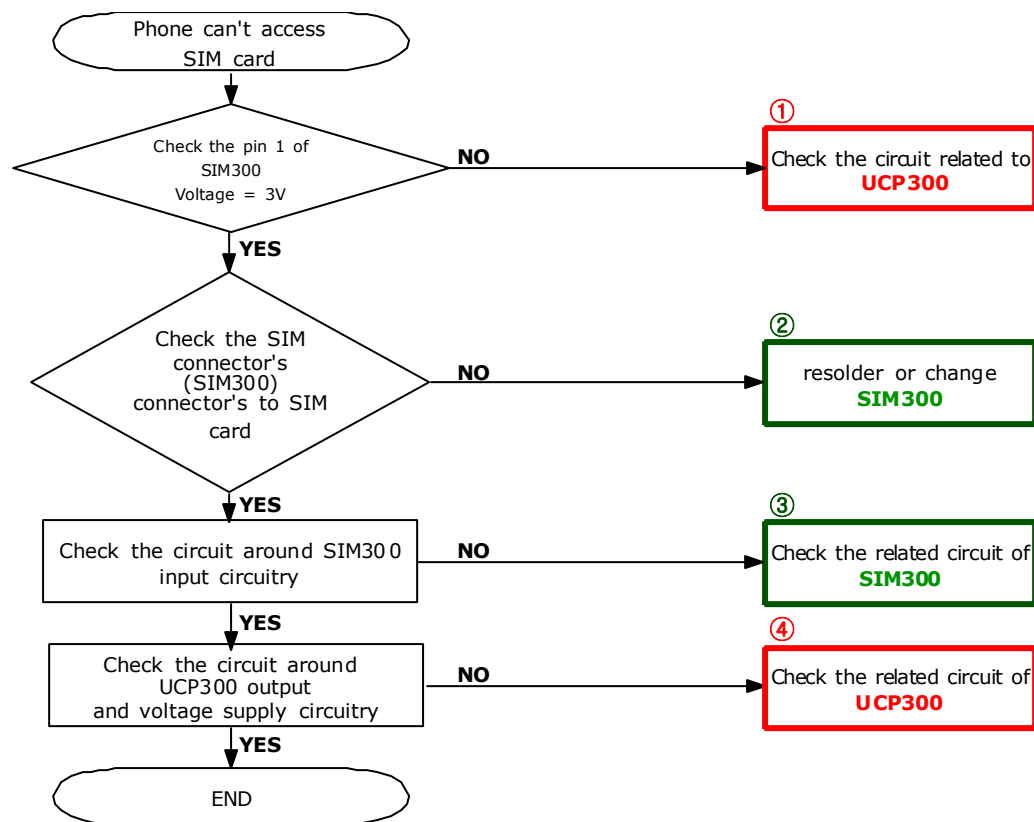 Phone can't access
SIM card
Check the pin 1 of
SIM300
Voltage = 3V
NO
①
Check the circuit related to
UCP300
YES
Check the SIM
connector's
(SIM300)
connector's to SIM
card
NO
②
resolder or change
SIM300
YES
Check the circuit around SIM300
input circuitry
NO
③
Check the related circuit of
SIM300
YES
Check the circuit around
UCP300 output
and voltage supply circuitry
NO
④
Check the related circuit of
UCP300
YES
END